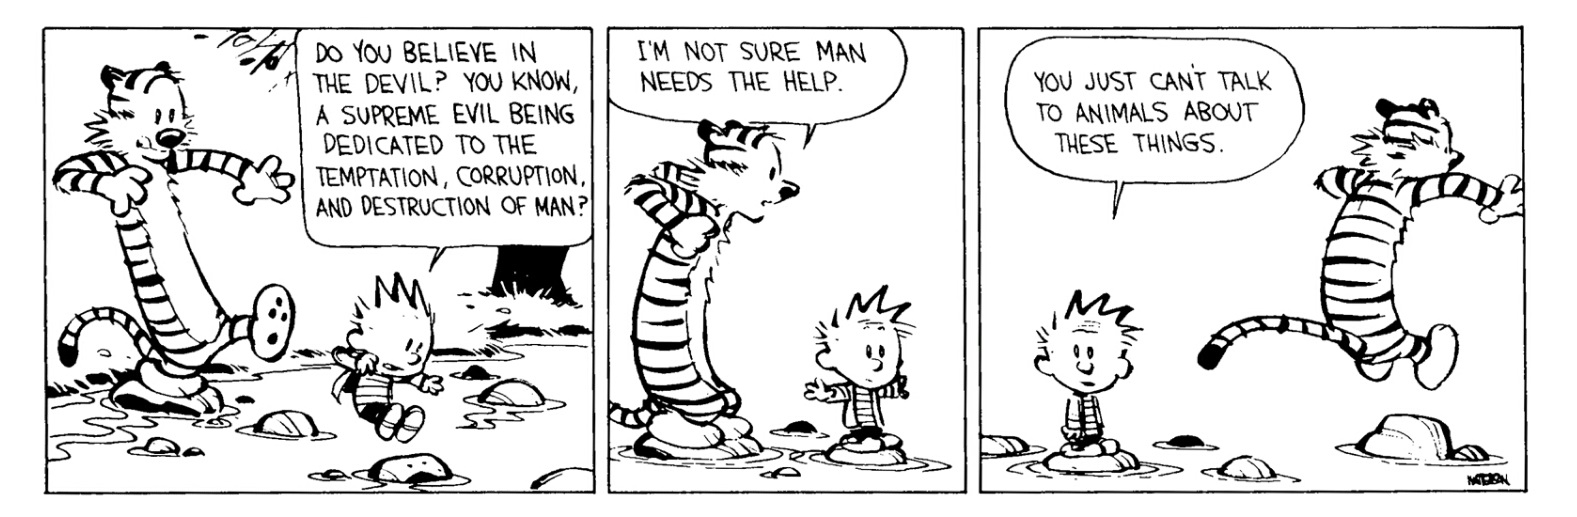 DO YOU BELIEVE IN
THE DEVIL? YOU KNOW,
A SUPREME EVIL BEING
DEDICATED TO THE
TEMPTATION, CORRUPTION,
AND DESTRUCTION OF MAN?
I'M NOT SURE MAN
NEEDS THE HELP.
YOU JUST CAN'T TALK
TO ANIMALS ABOUT
THESE THINGS.
WATTERSON